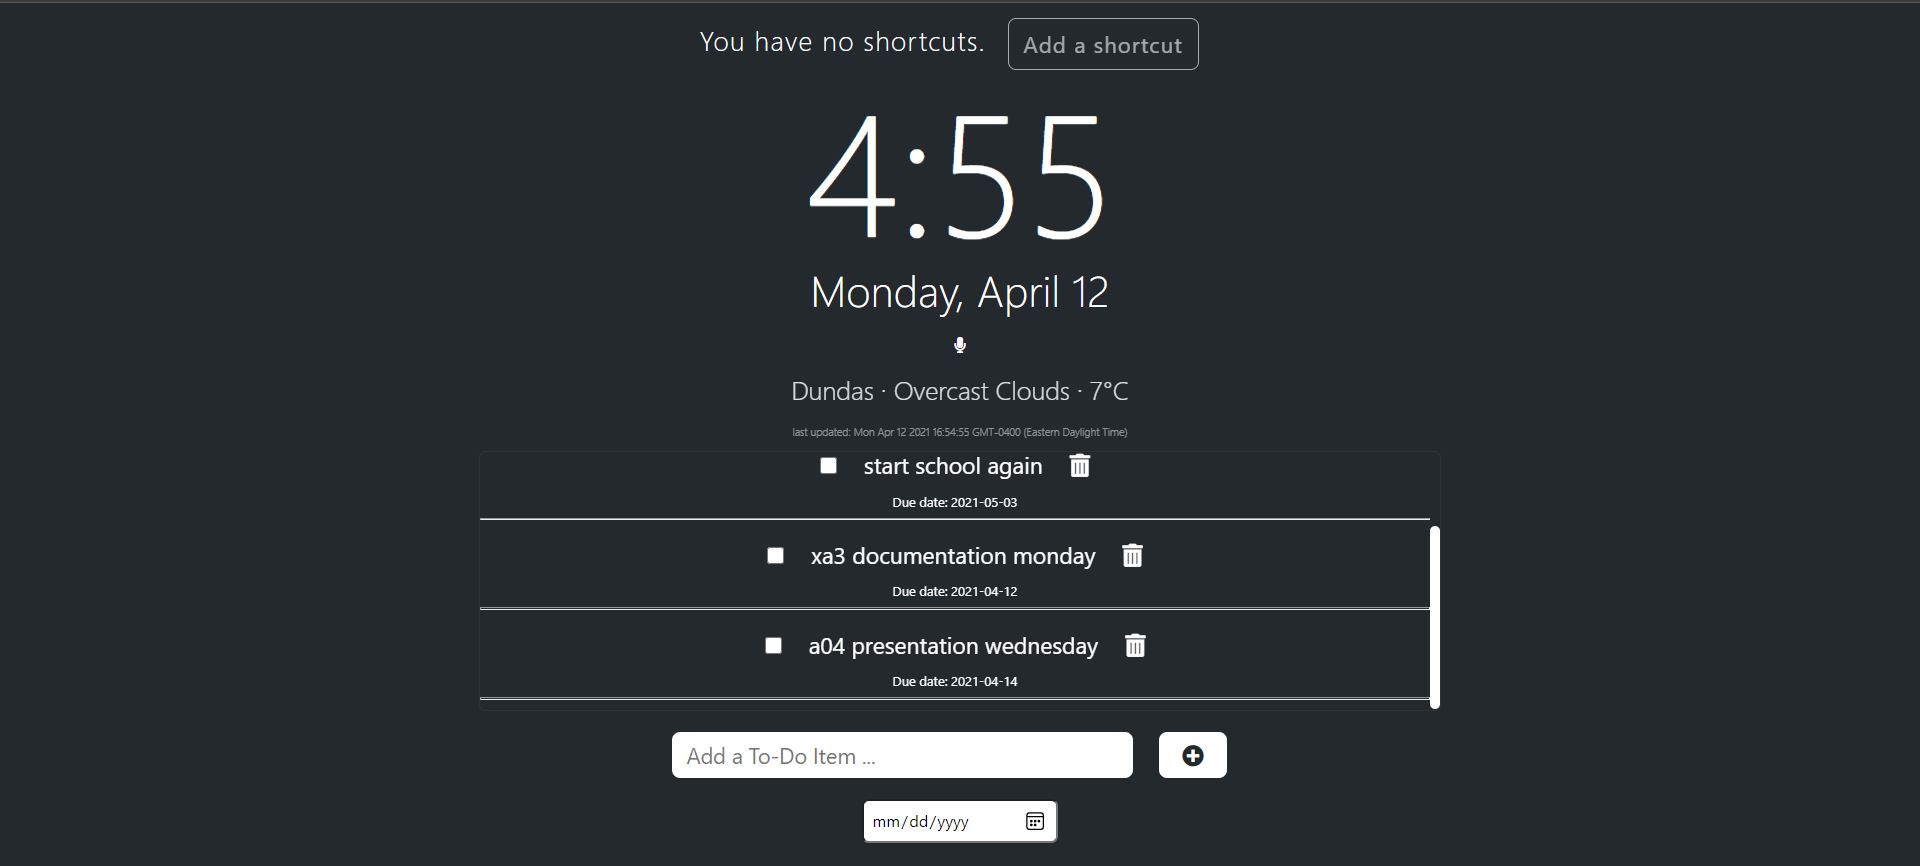 You have no shortcuts. Add a shortcut
4:55
Monday, April 12
Dundas · Overcast Clouds · 7°C
last updated: Mon Apr 12 2021 16:54:55 GMT-0400 (Eastern Daylight Time)
start school again
Due date: 2021-05-03
xa3 documentation monday
Due date: 2021-04-12
a04 presentation wednesday
Due date: 2021-04-14
Add a To-Do Item ...
mm/dd/yyyy